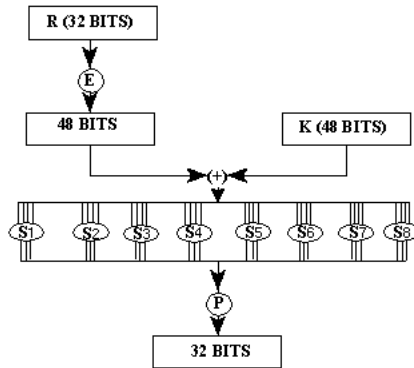 R (32 BITS)
E
48 BITS
K (48 BITS)
(+)
S1 S2 S3 S4 S5 S6 S7 S8
P
32 BITS